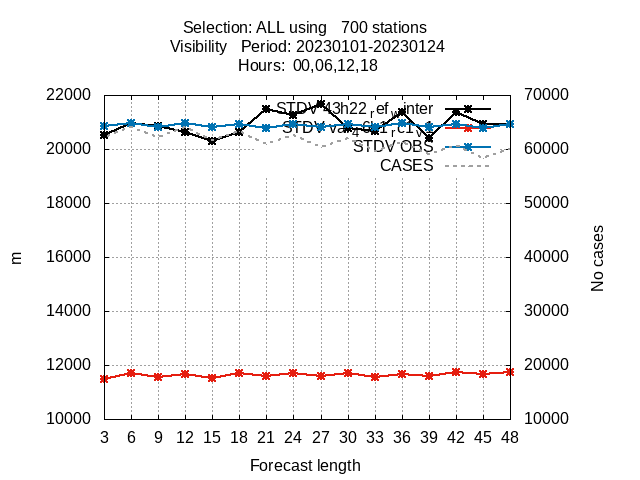 Selection: ALL using   700 stations
Visibility   Period: 20230101-20230124
Hours:  00,06,12,18
22000
20000
18000
16000
14000
12000
10000
m
70000
60000
50000
40000
30000
20000
10000
No cases
STDV OBS
CASES
3 6 9 12 15 18 21 24 27 30 33 36 39 42 45 48
Forecast length